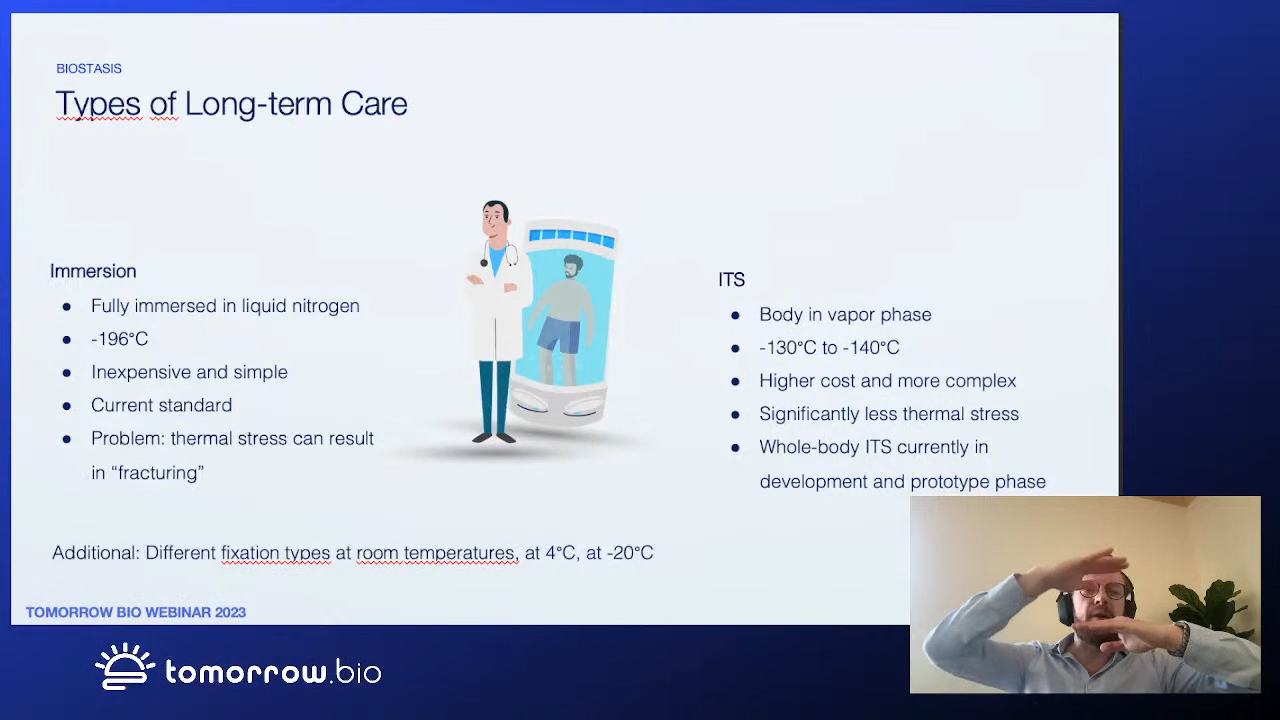 BIOSTASIS
Types of Long-term Care
Immersion
● Fully immersed in liquid nitrogen
● -196°C
● Inexpensive and simple
● Current standard
● Problem: thermal stress can result
in “fracturing”
ITS
● Body in vapor phase
● -130°C to -140°C
● Higher cost and more complex
● Significantly less thermal stress
● Whole-body ITS currently in
development and prototype phase
Additional: Different fixation types at room temperatures, at 4°C, at -20°C
TOMORROW BIO WEBINAR 2023
tomorrow.bio